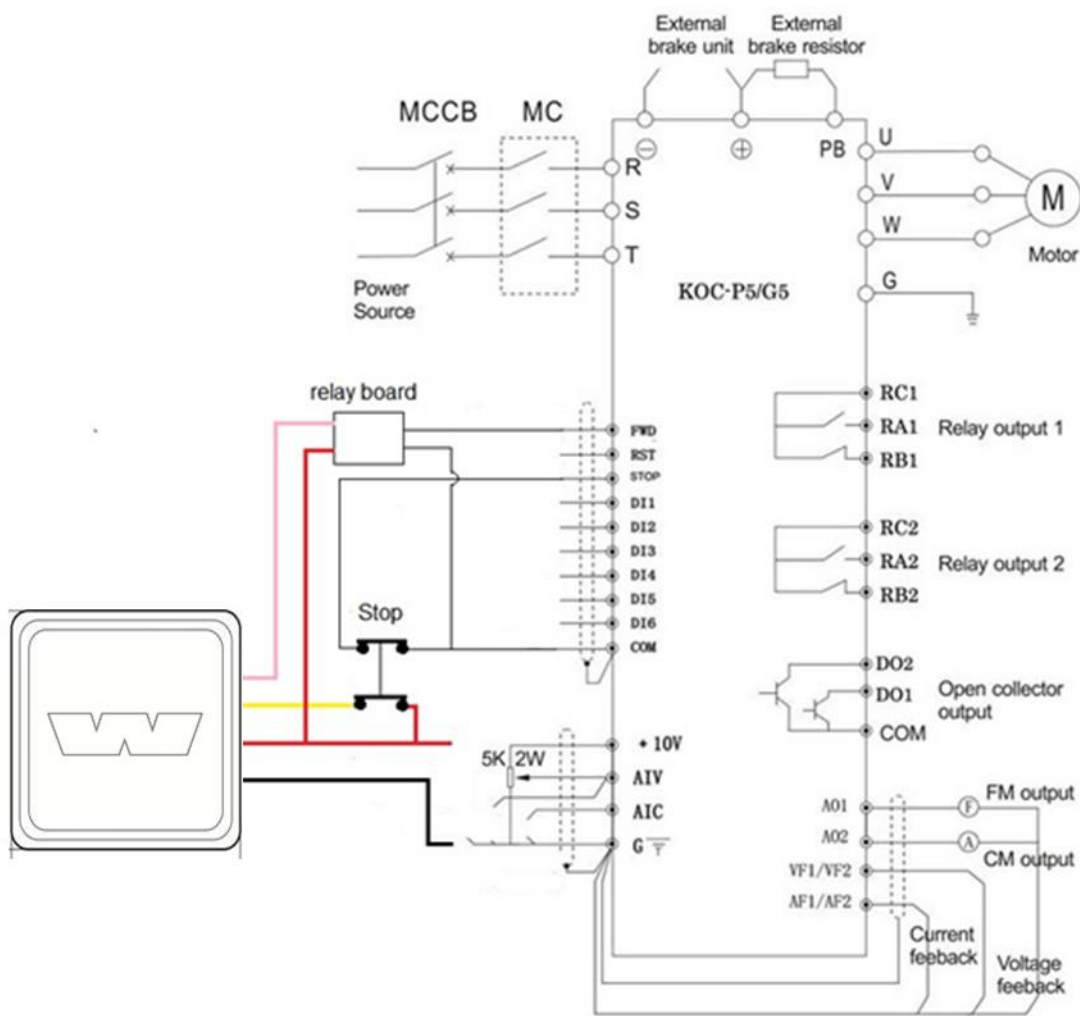 External
brake unit
External
brake resistor
MCCB
MC
R
S
T
Power
Source
PB
U
V
W
M
Motor
G
KOC-P5/G5
relay board
FWD
RST
STOP
DI1
DI2
DI3
DI4
DI5
DI6
COM
Stop
RC1
RA1
RB1
Relay output 1
RC2
RA2
RB2
Relay output 2
DO2
DO1
COM
Open collector
output
5K 2W
+10V
AIV
AIC
G
AO1
AO2
VF1/VF2
AF1/AF2
F
A
FM output
CM output
Current
feeback
Voltage
feeback
W